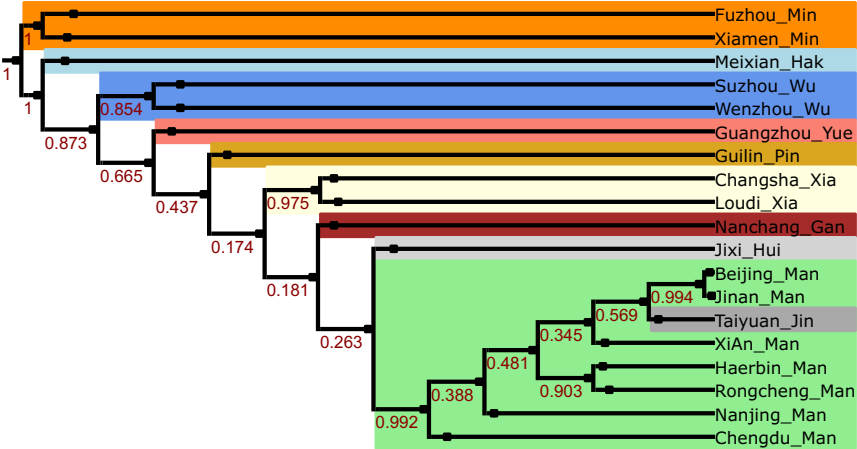 Fuzhou_Min
1
Xiamen_Min
Meixian_Hak
1
Suzhou_Wu
1
0.854
Wenzhou_Wu
Guangzhou_Yue
0.873
Guilin_Pin
0.665
Changsha_Xia
0.975
Loudi_Xia
0.437
Nanchang_Gan
0.174
Jixi_Hui
Beijing_Man
0.181
0.994
Jinan_Man
0.569
Taiyuan_Jin
0.345
0.263
XiAn_Man
0.481
Haerbin_Man
0.903
Rongcheng_Man
0.388
Nanjing_Man
0.992
Chengdu_Man